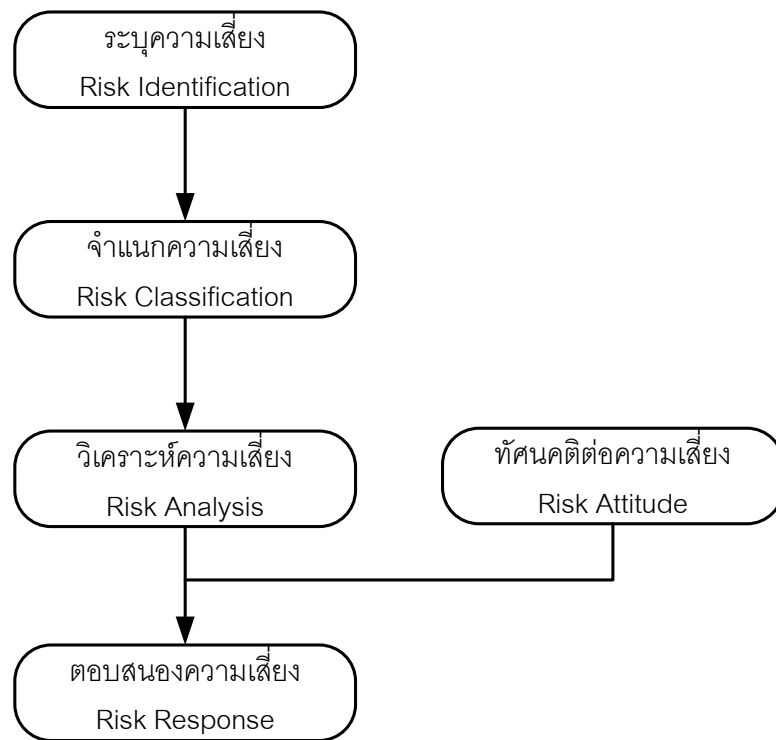 ระบุความเสี่ยง
Risk Identification
จำแนกความเสี่ยง
Risk Classification
วิเคราะห์ความเสี่ยง
Risk Analysis
ทัศนคติต่อความเสี่ยง
Risk Attitude
ตอบสนองความเสี่ยง
Risk Response